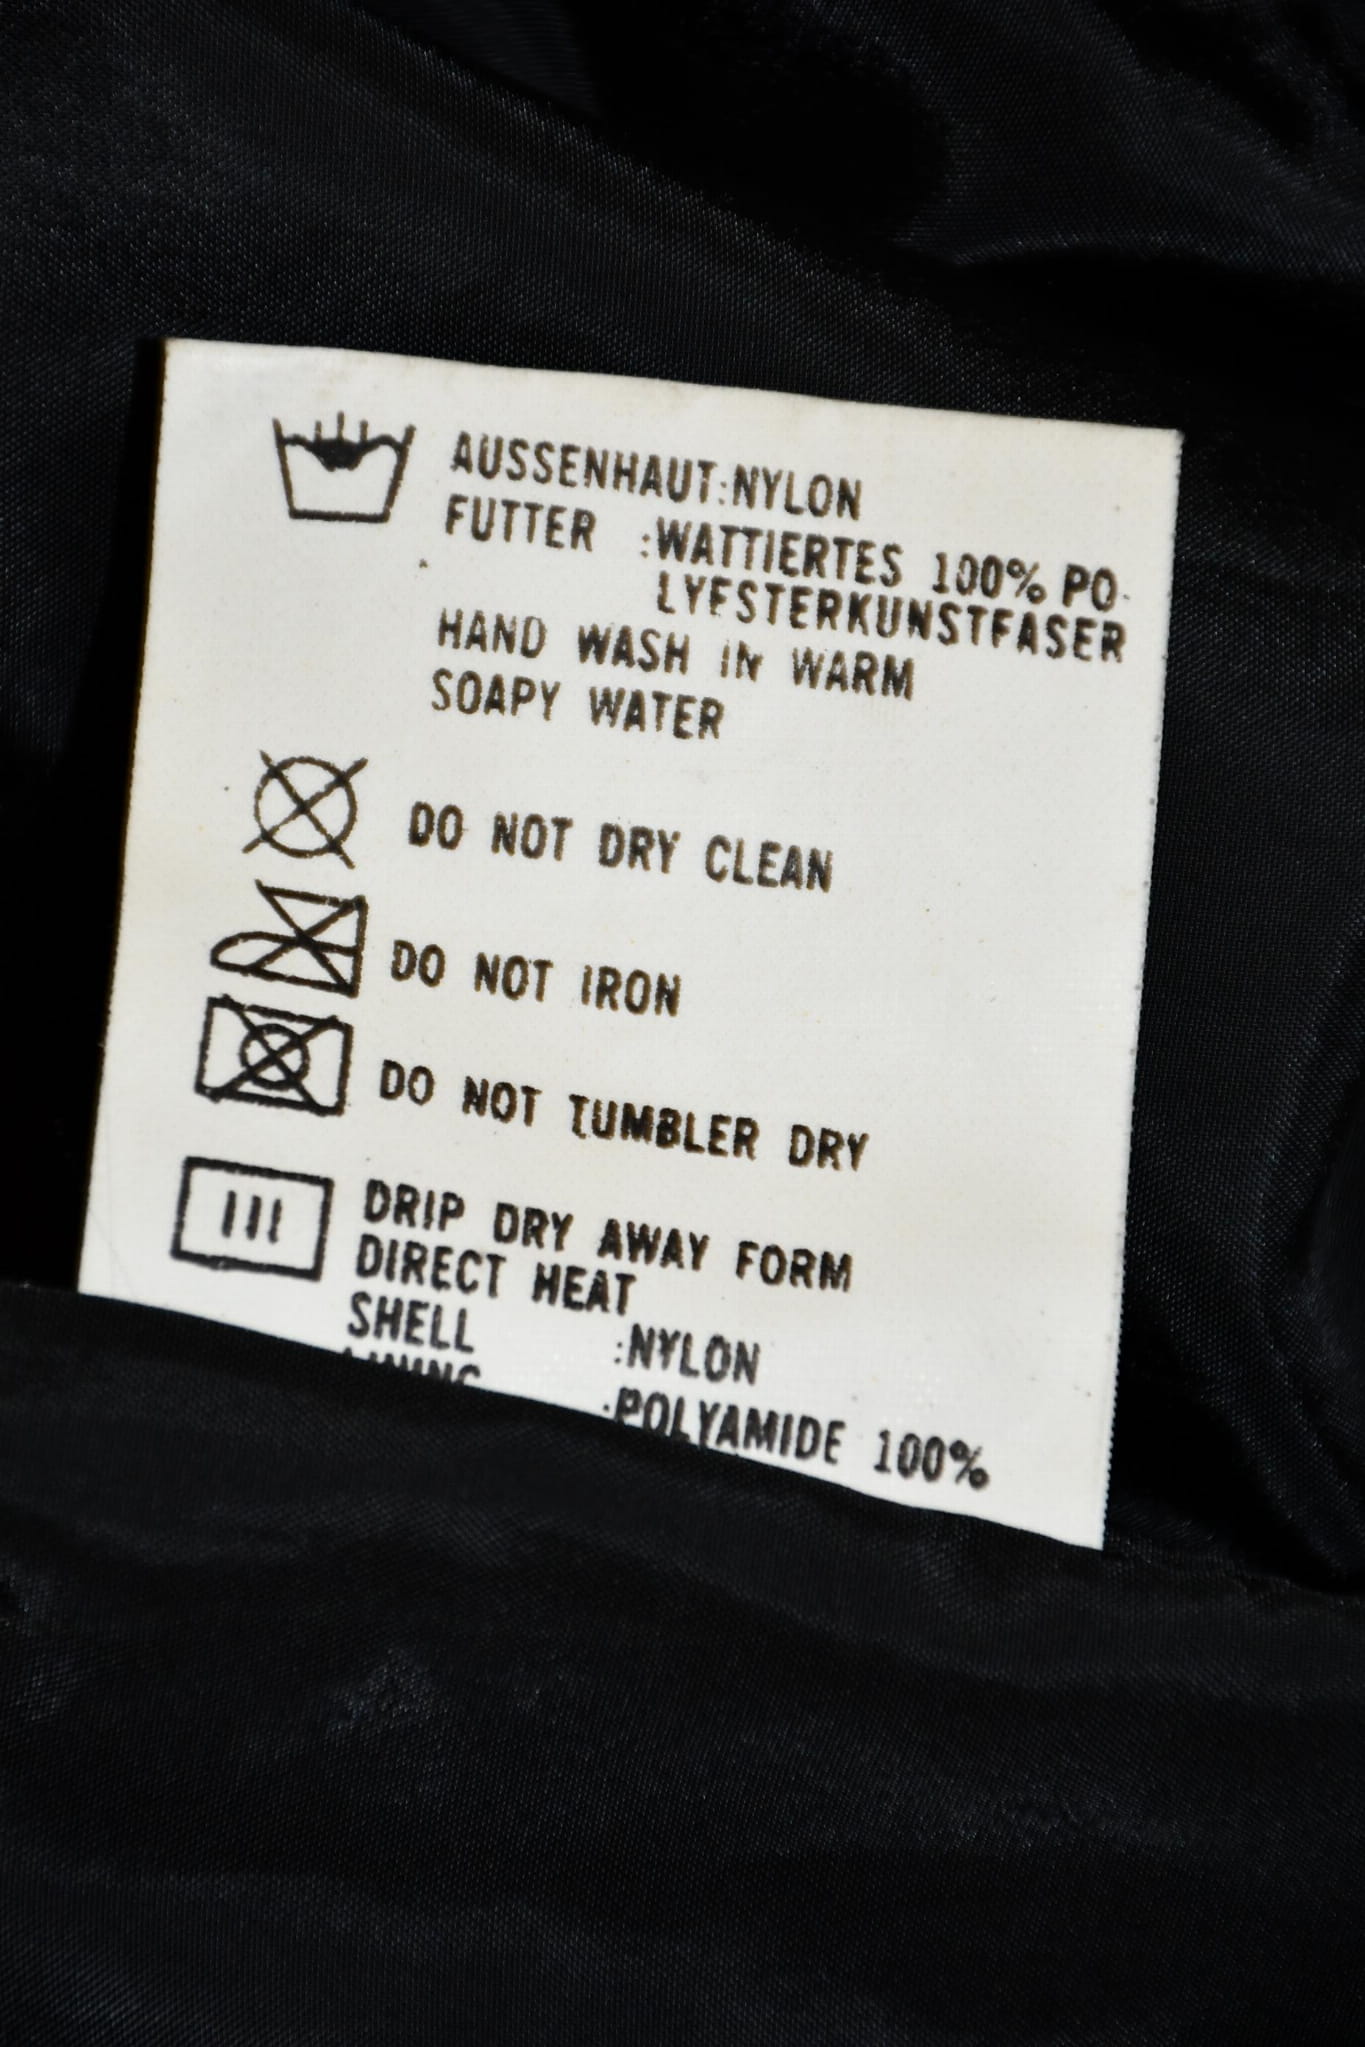 AUSSENHAUT:NYLON
FUTTER :WATTIERTES 100% PO-
LYESTERKUNSTFASER
HAND WASH IN WARM
SOAPY WATER
DO NOT DRY CLEAN
DO NOT IRON
DO NOT TUMBLER DRY
DRIP DRY AWAY FORM
DIRECT HEAT
SHELL :NYLON
LINING :POLYAMIDE 100%